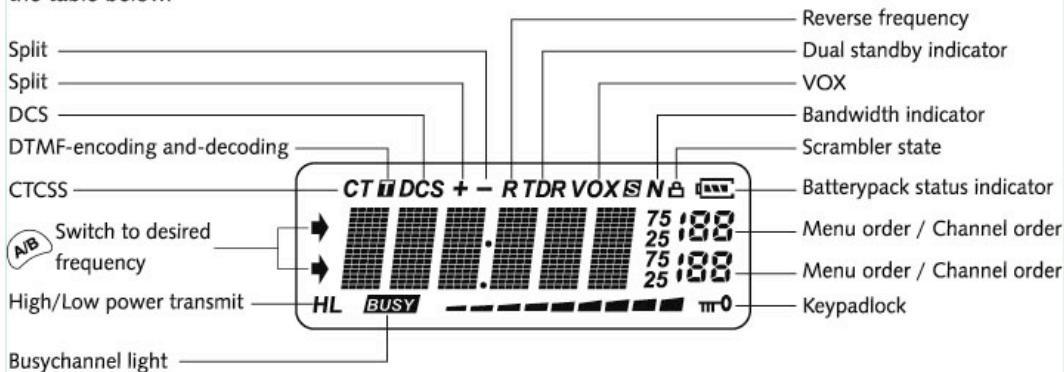 the table below.
Reverse frequency
Split
Dual standby indicator
Split
VOX
DCS
Bandwidth indicator
DTMF-encoding and-decoding
Scrambler state
CTCSS
CT T DCS + - R TDR VOX S N
Batterypack status indicator
A/B Switch to desired
frequency
75 188
25
Menu order / Channel order
75 188
25
Menu order / Channel order
High/Low power transmit
HL BUSY
Keypadlock
Busychannel light